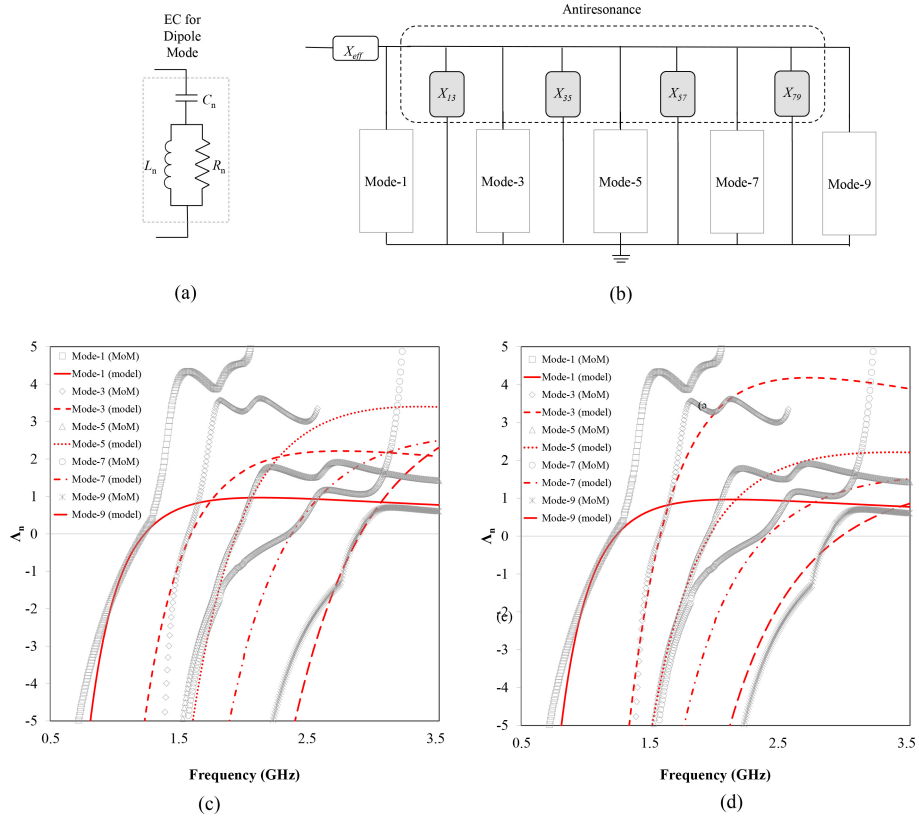 EC for
Dipole
Mode
Cn
Ln
Rn
(a)
Antiresonance
Xeff
X13
X35
X57
X79
Mode-1
Mode-3
Mode-5
Mode-7
Mode-9
(b)
5
4
3
2
1
0
-1
-2
-3
-4
-5
Λn
Mode-1 (MoM)
Mode-1 (model)
Mode-3 (MoM)
Mode-3 (model)
Mode-5 (MoM)
Mode-5 (model)
Mode-7 (MoM)
Mode-7 (model)
Mode-9 (MoM)
Mode-9 (model)
0.5
1.5
2.5
3.5
Frequency (GHz)
(c)
5
4
3
2
1
0
-1
-2
-3
-4
-5
Λn
(c)
Mode-1 (MoM)
Mode-1 (model)
Mode-3 (MoM)
Mode-3 (model)
Mode-5 (MoM)
Mode-5 (model)
Mode-7 (MoM)
Mode-7 (model)
Mode-9 (MoM)
Mode-9 (model)
0.5
1.5
2.5
3.5
Frequency (GHz)
(d)